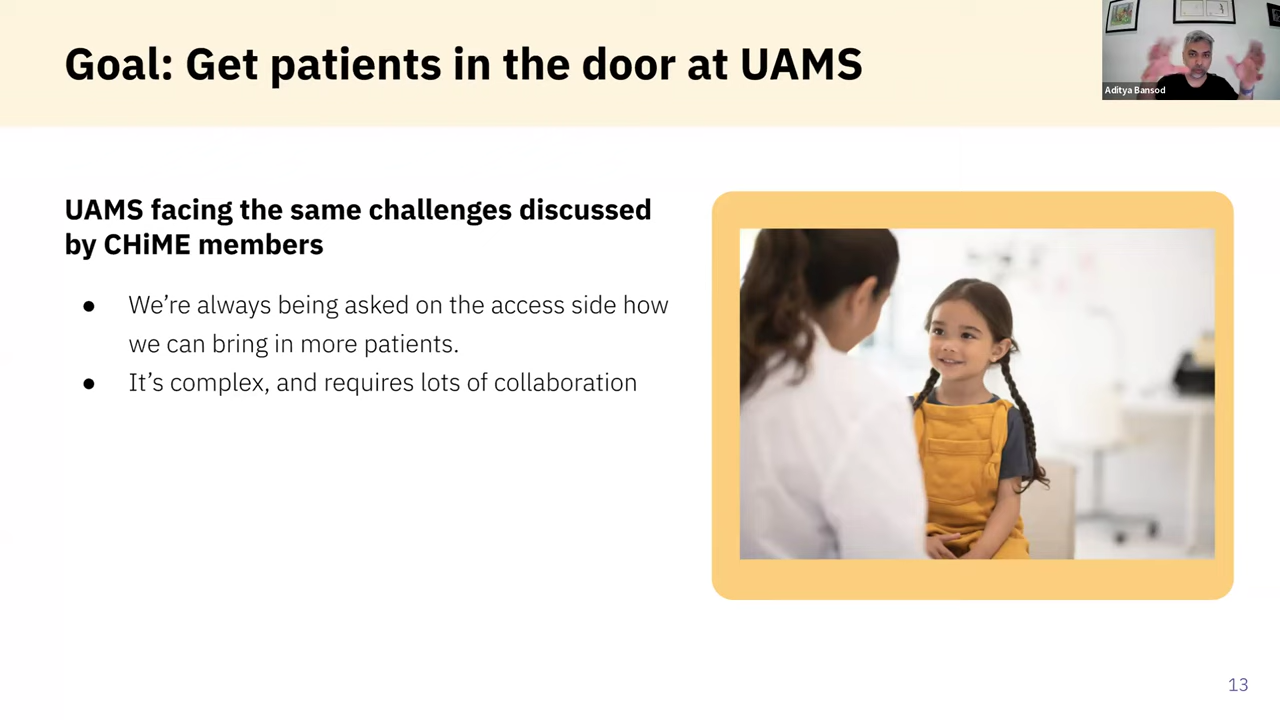 Goal: Get patients in the door at UAMS
Aditya Bansod
UAMS facing the same challenges discussed
by CHiME members
● We’re always being asked on the access side how
we can bring in more patients.
● It’s complex, and requires lots of collaboration
13